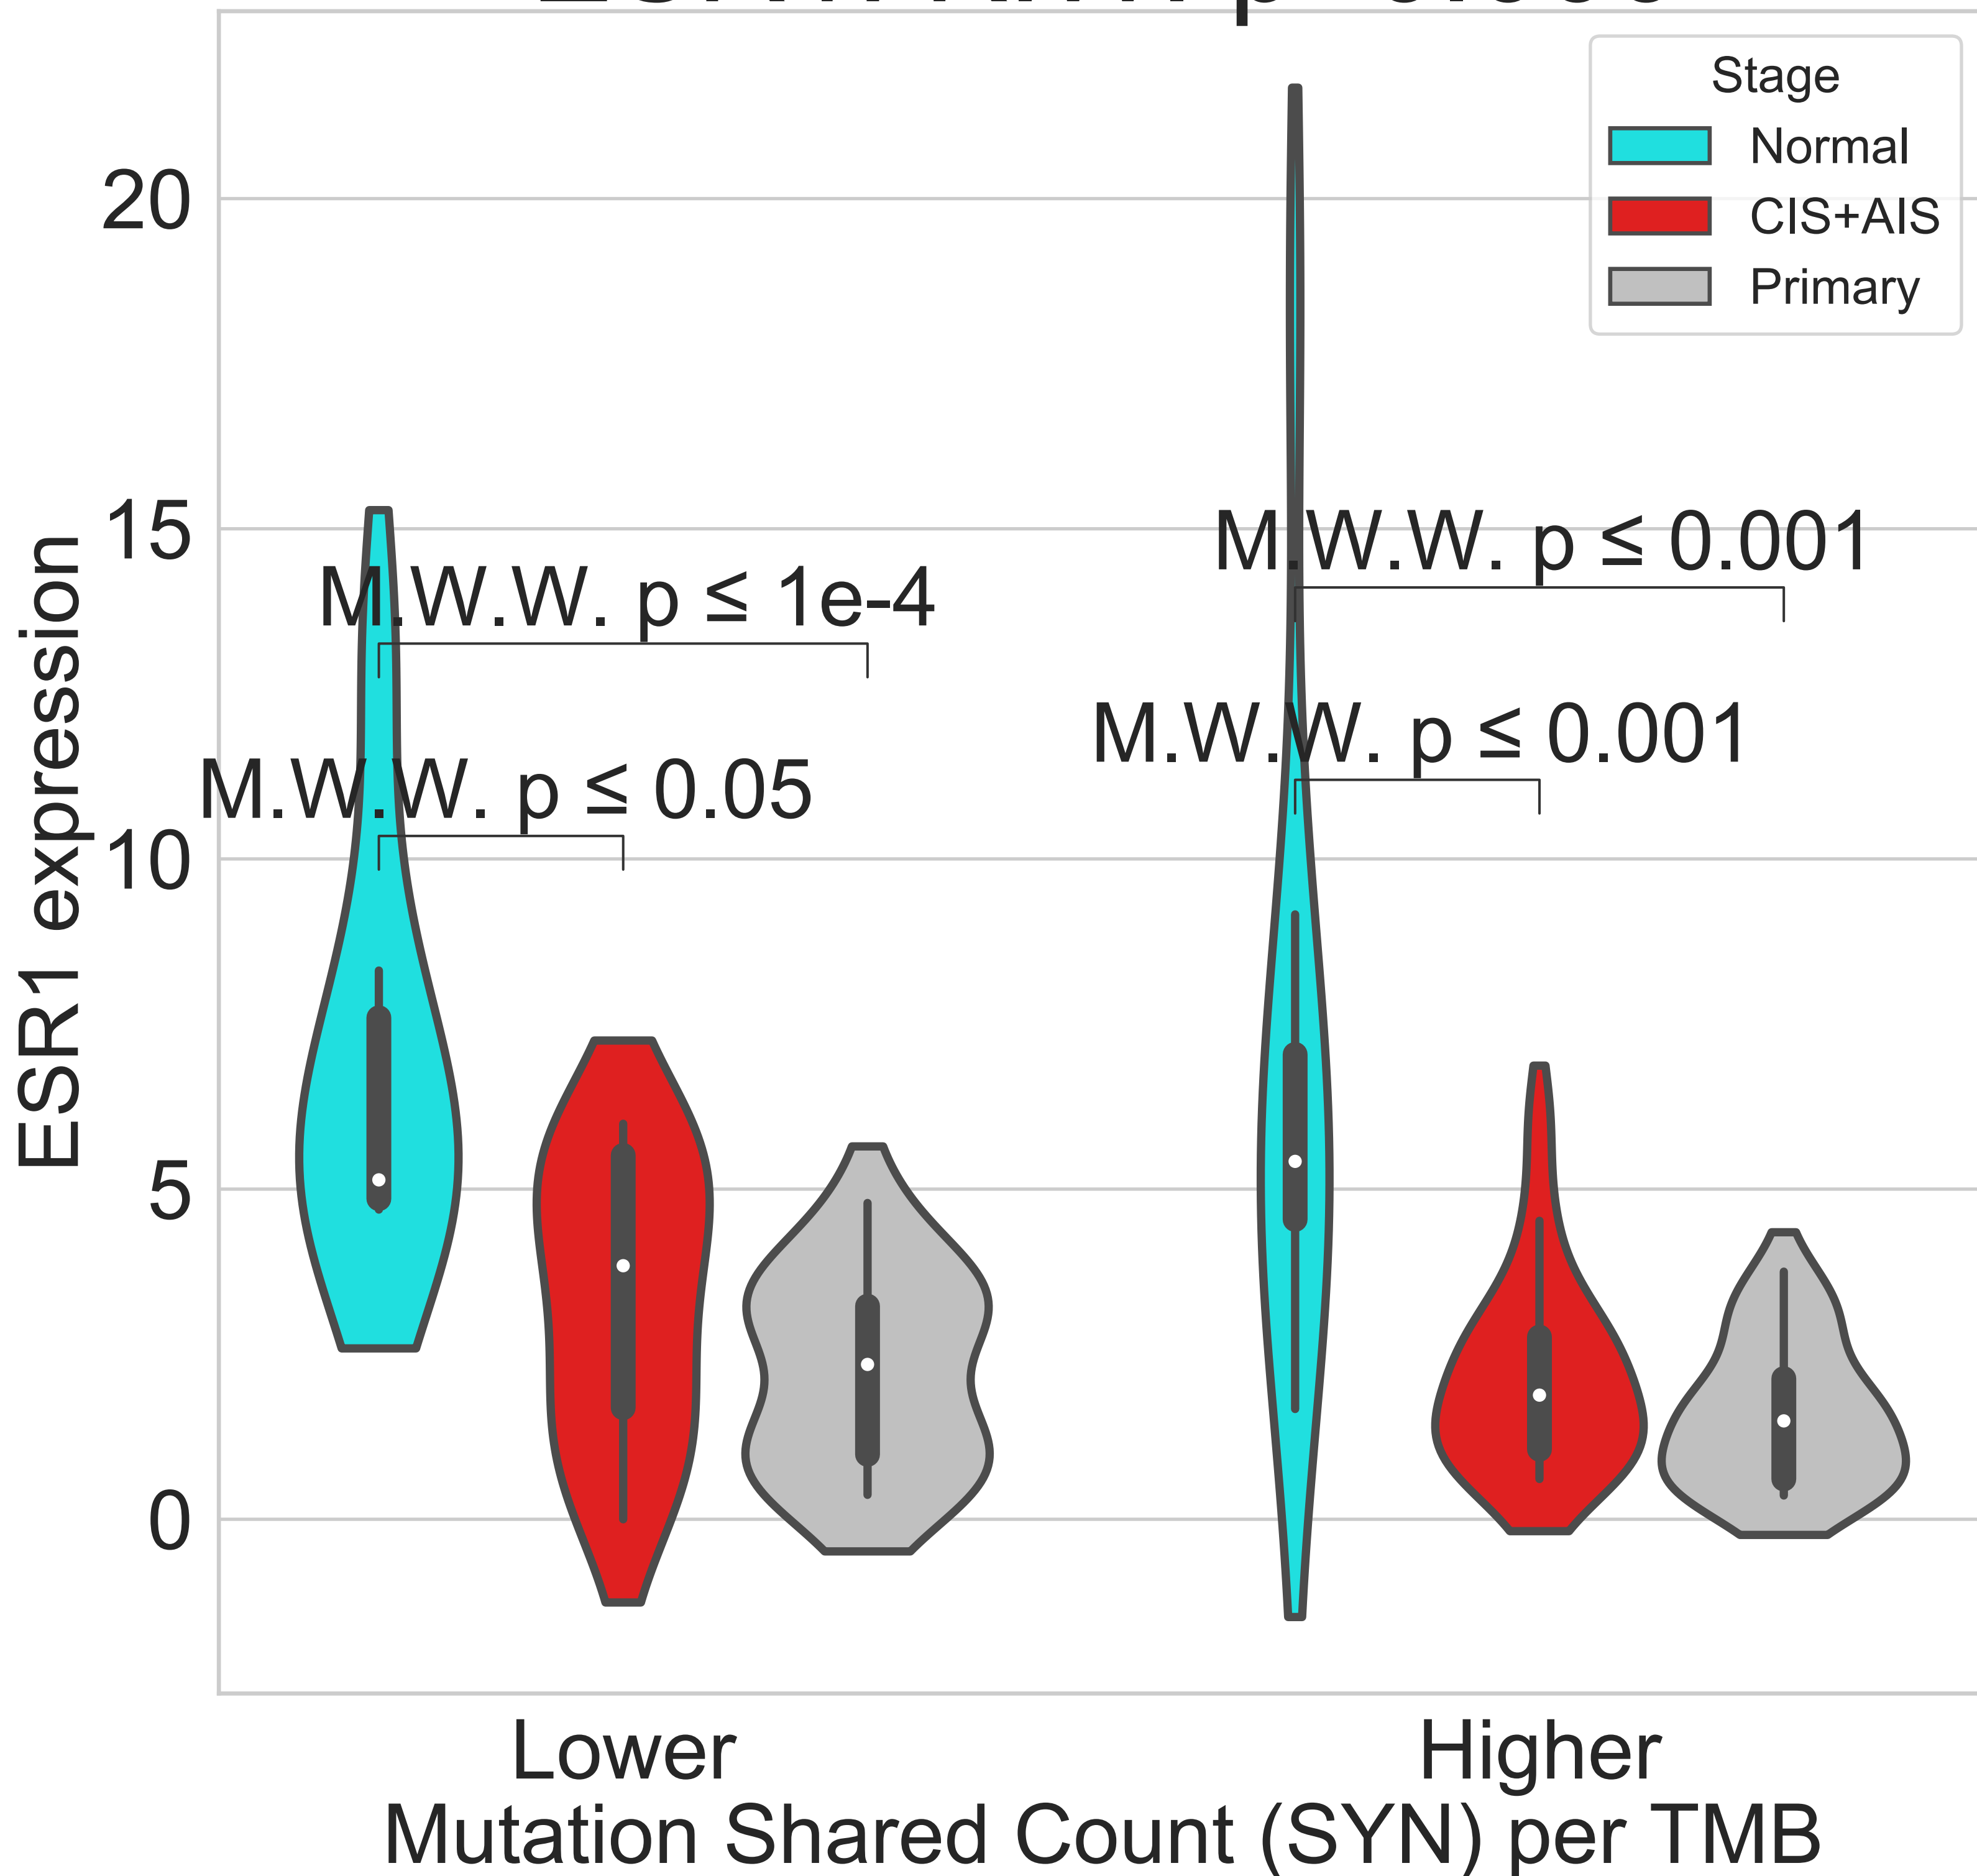 Stage
Normal
CIS+AIS
Primary
ESR1 expression
20
15
10
5
0
M.W.W. p ≤ 1e-4
M.W.W. p ≤ 0.05
M.W.W. p ≤ 0.001
M.W.W. p ≤ 0.001
Lower
Higher
Mutation Shared Count (SYN) per TMB